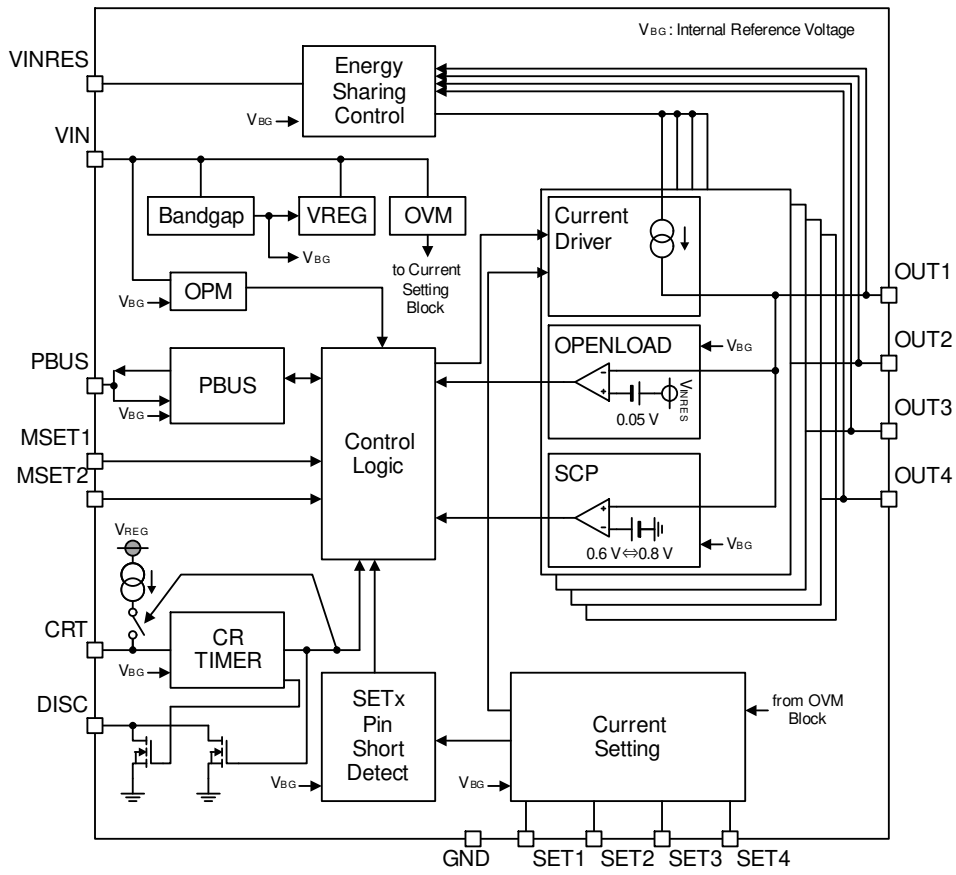 VBG: Internal Reference Voltage
VINRES
Energy
Sharing
Control
VBG
VIN
Bandgap
VREG
OVM
VBG
to Current
Setting
Block
OPM
VBG
Current
Driver
OUT1
OPENLOAD
VBG
VINRES
0.05 V
OUT2
PBUS
PBUS
VBG
OUT3
MSET1
MSET2
Control
Logic
SCP
0.6 V⇔0.8 V
VBG
OUT4
VREG
CRT
CR
TIMER
VBG
DISC
SETx
Pin
Short
Detect
VBG
Current
Setting
VBG
from OVM
Block
GND
SET1
SET2
SET3
SET4